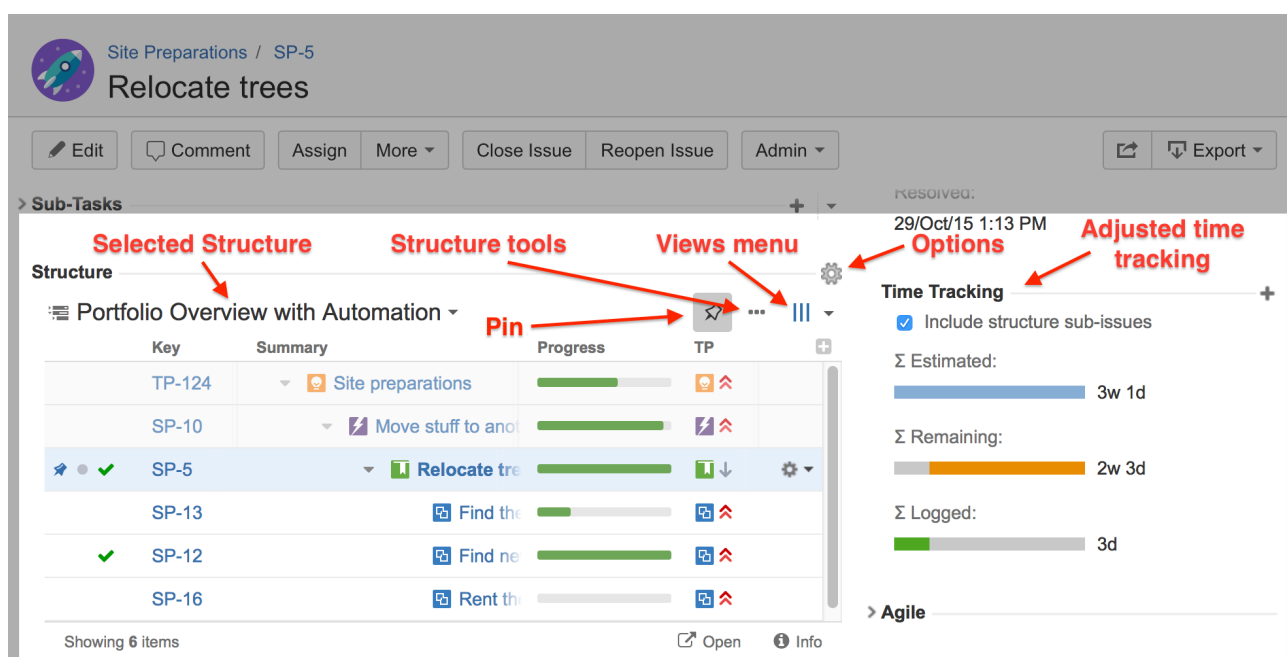 Site Preparations / SP-5
Relocate trees
Edit Comment Assign More Close Issue Reopen Issue Admin Export
Sub-Tasks
Resolved:
29/Oct/15 1:13 PM
Selected Structure Structure tools Views menu Options Adjusted time
tracking
Structure
Time Tracking
Portfolio Overview with Automation
Pin
Include structure sub-issues
Key Summary Progress TP
Σ Estimated:
TP-124 Site preparations
3w 1d
SP-10 Move stuff to anot
Σ Remaining:
SP-5 Relocate tre
2w 3d
SP-13 Find the
Σ Logged:
3d
SP-12 Find ne
SP-16 Rent th
Agile
Showing 6 items Open Info